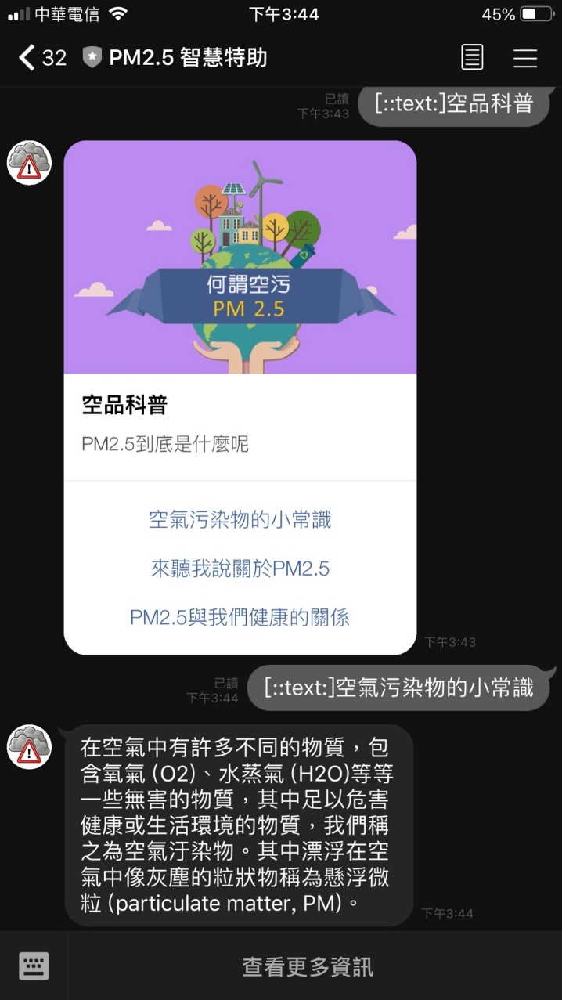 中華電信
下午3:44
45%
32
PM2.5 智慧特助
已讀
下午3:43
[::text:]空品科普
何謂空污
PM 2.5
空品科普
PM2.5到底是什麼呢
空氣污染物的小常識
來聽我說關於PM2.5
PM2.5與我們健康的關係
下午3:43
已讀
下午3:44
[::text:]空氣污染物的小常識
在空氣中有許多不同的物質，包
含氧氣 (O2)、水蒸氣 (H2O)等等
一些無害的物質，其中足以危害
健康或生活環境的物質，我們稱
之為空氣汙染物。其中漂浮在空
氣中像灰塵的粒狀物稱為懸浮微
粒 (particulate matter, PM)。
下午3:44
查看更多資訊